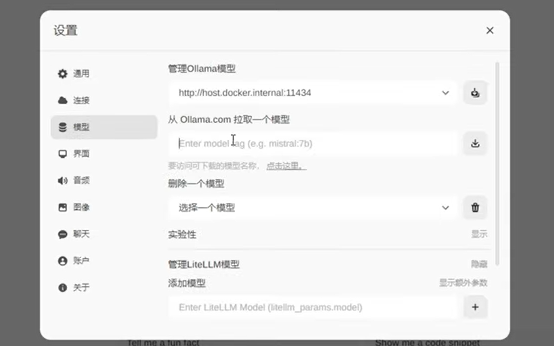 设置
通用
连接
模型
界面
音频
图像
聊天
账户
关于
管理Ollama模型
http://host.docker.internal:11434
从 Ollama.com 拉取一个模型
Enter model tag (e.g. mistral:7b)
要访问可下载的模型名称，点击这里。
删除一个模型
选择一个模型
实验性 显示
管理LiteLLM模型 隐藏
添加模型 显示额外参数
Enter LiteLLM Model (litellm_params.model)
Tell me a fun fact
Show me a code snippet